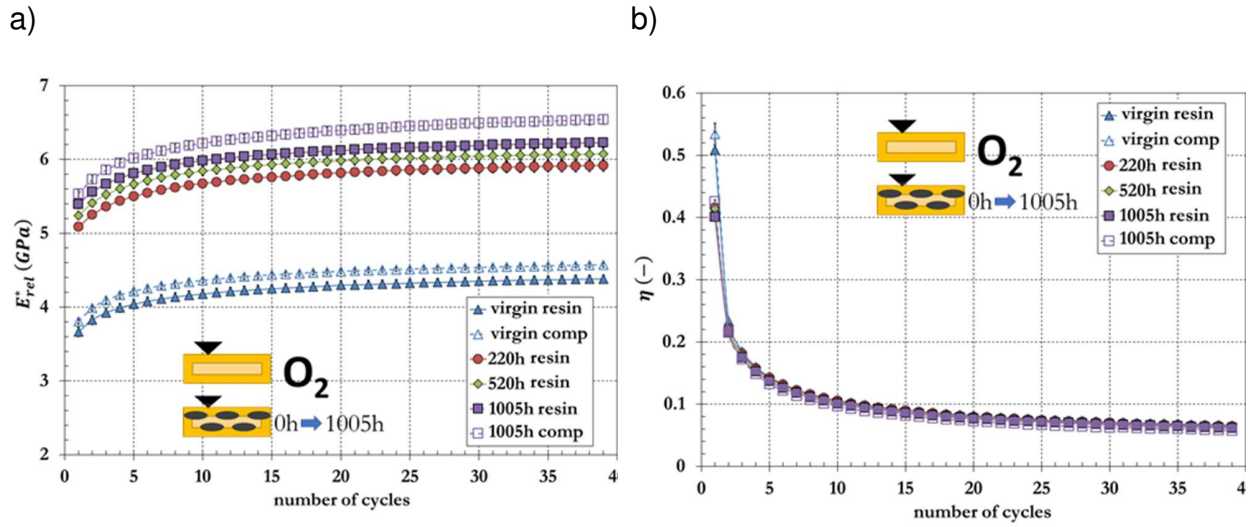 a)
b)
7
6
5
4
3
2
E*rel (GPa)
0 5 10 15 20 25 30 35 4
number of cycles
virgin resin
virgin comp
220h resin
520h resin
1005h resin
1005h comp
O2
0h 1005h
0.6
0.5
0.4
0.3
0.2
0.1
0
η (−)
0 5 10 15 20 25 30 35 4
number of cycles
virgin resin
virgin comp
220h resin
520h resin
1005h resin
1005h comp
O2
0h 1005h